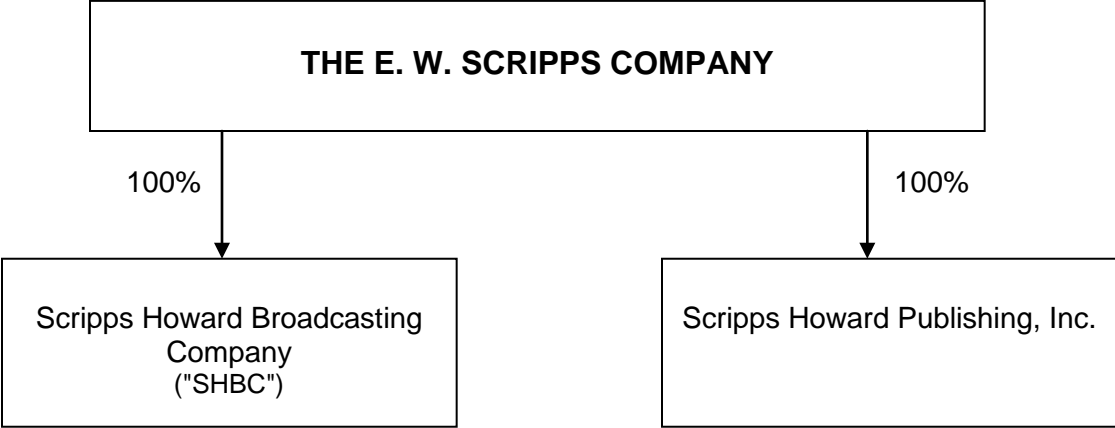 THE E. W. SCRIPPS COMPANY
100%
100%
Scripps Howard Broadcasting
Company
("SHBC")
Scripps Howard Publishing, Inc.